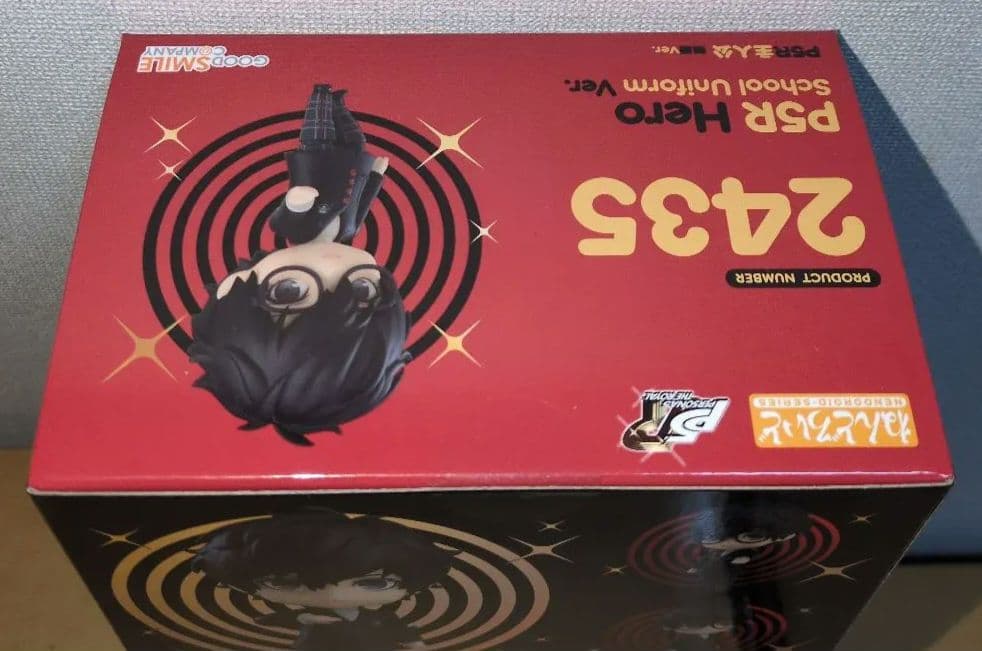 ねんどろいど
NENDOROID-SERIES
P5R
PERSONA5
THE ROYAL
PRODUCT NUMBER
2435
P5R Hero
School Uniform Ver.
P5R主人公 制服Ver.
GOOD SMILE
COMPANY